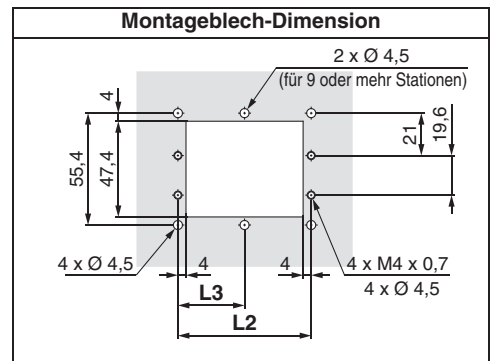 Montageblech-Dimension
2 x Ø 4,5
(für 9 oder mehr Stationen)
4
55,4
47,4
21
19,6
4 x Ø 4,5
4
4
4 x M4 x 0,7
4 x Ø 4,5
L3
L2